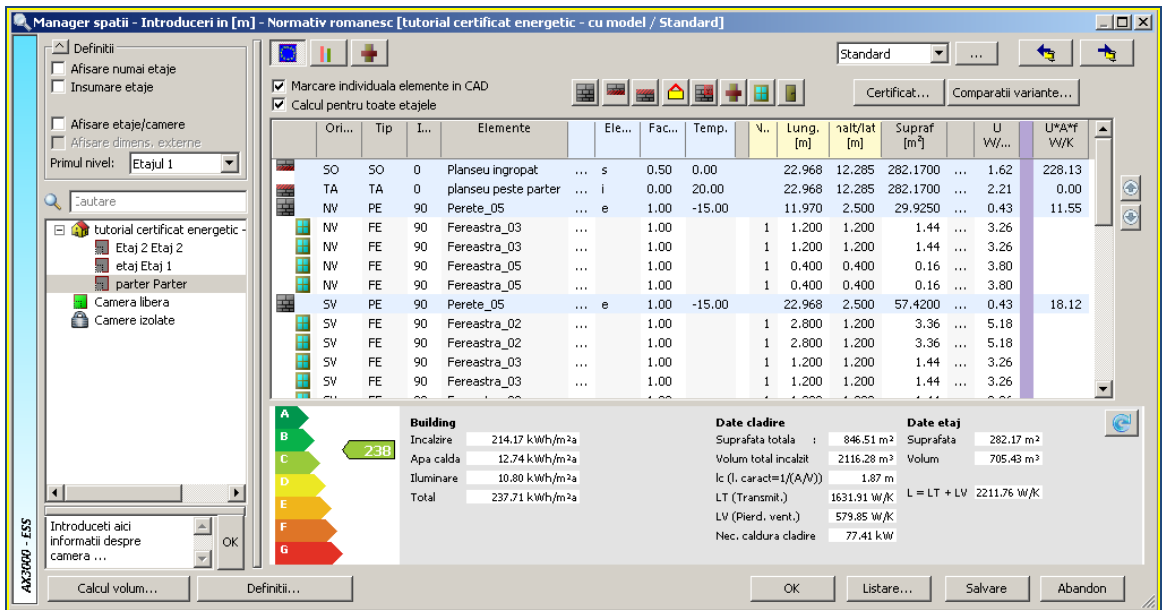 Manager spatii - Introduceri in [m] - Normativ romanesc [tutorial certificat energetic - cu model / Standard]
AX3000 - ESS
Definitii
Afisare numai etaje
Insumare etaje
Afisare etaje/camere
Afisare dimens. externe
Primul nivel: Etajul 1
Cautare
tutorial certificat energetic -
Etaj 2 Etaj 2
etaj Etaj 1
parter Parter
Camera libera
Camere izolate
Introduceti aici
informatii despre
camera ...
OK
Standard ...
Marcare individuala elemente in CAD
Calcul pentru toate etajele
Certificat... Comparatii variante...
Ori... Tip I... Elemente Ele... Fac... Temp. N.. Lung. [m] nalt/lat [m] Supraf [m²] U W/... U*A*f W/K
SO SO 0 Planseu ingropat ... s 0.50 0.00 22.968 12.285 282.1700 ... 1.62 228.13
TA TA 0 planseu peste parter ... i 0.00 20.00 22.968 12.285 282.1700 ... 2.21 0.00
NV PE 90 Perete_05 ... e 1.00 -15.00 11.970 2.500 29.9250 ... 0.43 11.55
NV FE 90 Fereastra_03 ... 1.00 1 1.200 1.200 1.44 ... 3.26
NV FE 90 Fereastra_03 ... 1.00 1 1.200 1.200 1.44 ... 3.26
NV FE 90 Fereastra_05 ... 1.00 1 0.400 0.400 0.16 ... 3.80
NV FE 90 Fereastra_05 ... 1.00 1 0.400 0.400 0.16 ... 3.80
SV PE 90 Perete_05 ... e 1.00 -15.00 22.968 2.500 57.4200 ... 0.43 18.12
SV FE 90 Fereastra_02 ... 1.00 1 2.800 1.200 3.36 ... 5.18
SV FE 90 Fereastra_02 ... 1.00 1 2.800 1.200 3.36 ... 5.18
SV FE 90 Fereastra_03 ... 1.00 1 1.200 1.200 1.44 ... 3.26
SV FE 90 Fereastra_03 ... 1.00 1 1.200 1.200 1.44 ... 3.26
A
B
C
D
E
F
G
238
Building
Incalzire 214.17 kWh/m²a
Apa calda 12.74 kWh/m²a
Iluminare 10.80 kWh/m²a
Total 237.71 kWh/m²a
Date cladire
Suprafata totala : 846.51 m²
Volum total incalzit 2116.28 m³
lc (l. caract=1/(A/V)) 1.87 m
LT (Transmit.) 1631.91 W/K
LV (Pierd. vent.) 579.85 W/K
Nec. caldura cladire 77.41 kW
Date etaj
Suprafata 282.17 m²
Volum 705.43 m³
L = LT + LV 2211.76 W/K
Calcul volum... Definitii... OK Listare... Salvare Abandon